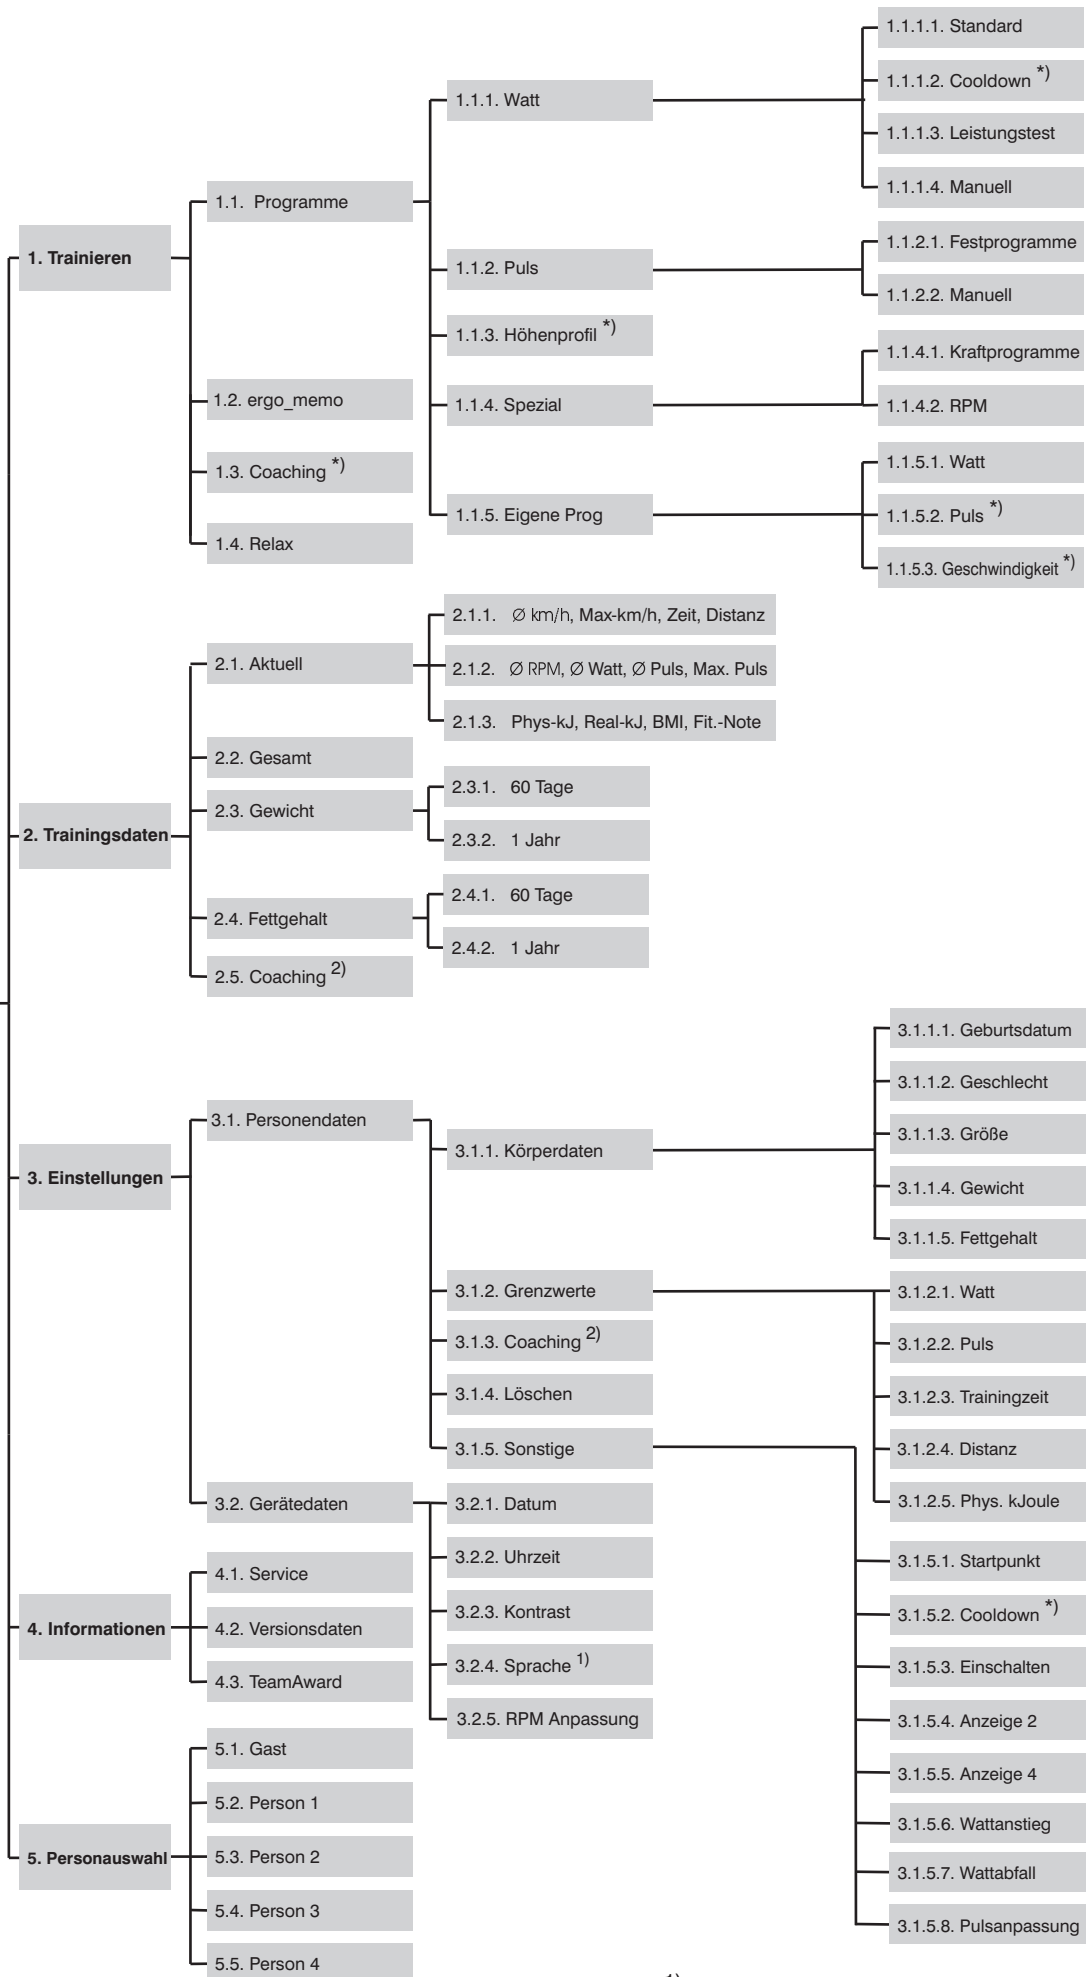 1. Trainieren
1.1. Programme
1.1.1. Watt
1.1.1.1. Standard
1.1.1.2. Cooldown *)
1.1.1.3. Leistungstest
1.1.1.4. Manuell
1.1.2. Puls
1.1.2.1. Festprogramme
1.1.2.2. Manuell
1.1.3. Höhenprofil *)
1.1.4. Spezial
1.1.4.1. Kraftprogramme
1.1.4.2. RPM
1.1.5. Eigene Prog
1.1.5.1. Watt
1.1.5.2. Puls *)
1.1.5.3. Geschwindigkeit *)
1.2. ergo_memo
1.3. Coaching *)
1.4. Relax
2. Trainingsdaten
2.1. Aktuell
2.1.1. Ø km/h, Max-km/h, Zeit, Distanz
2.1.2. Ø RPM, Ø Watt, Ø Puls, Max. Puls
2.1.3. Phys-kJ, Real-kJ, BMI, Fit.-Note
2.2. Gesamt
2.3. Gewicht
2.3.1. 60 Tage
2.3.2. 1 Jahr
2.4. Fettgehalt
2.4.1. 60 Tage
2.4.2. 1 Jahr
2.5. Coaching 2)
3. Einstellungen
3.1. Personendaten
3.1.1. Körperdaten
3.1.1.1. Geburtsdatum
3.1.1.2. Geschlecht
3.1.1.3. Größe
3.1.1.4. Gewicht
3.1.1.5. Fettgehalt
3.1.2. Grenzwerte
3.1.2.1. Watt
3.1.2.2. Puls
3.1.2.3. Trainingzeit
3.1.2.4. Distanz
3.1.2.5. Phys. kJoule
3.1.3. Coaching 2)
3.1.4. Löschen
3.1.5. Sonstige
3.1.5.1. Startpunkt
3.1.5.2. Cooldown *)
3.1.5.3. Einschalten
3.1.5.4. Anzeige 2
3.1.5.5. Anzeige 4
3.1.5.6. Wattanstieg
3.1.5.7. Wattabfall
3.1.5.8. Pulsanpassung
3.2. Gerätedaten
3.2.1. Datum
3.2.2. Uhrzeit
3.2.3. Kontrast
3.2.4. Sprache 1)
3.2.5. RPM Anpassung
4. Informationen
4.1. Service
4.2. Versionsdaten
4.3. TeamAward
5. Personauswahl
5.1. Gast
5.2. Person 1
5.3. Person 2
5.4. Person 3
5.5. Person 4
1)